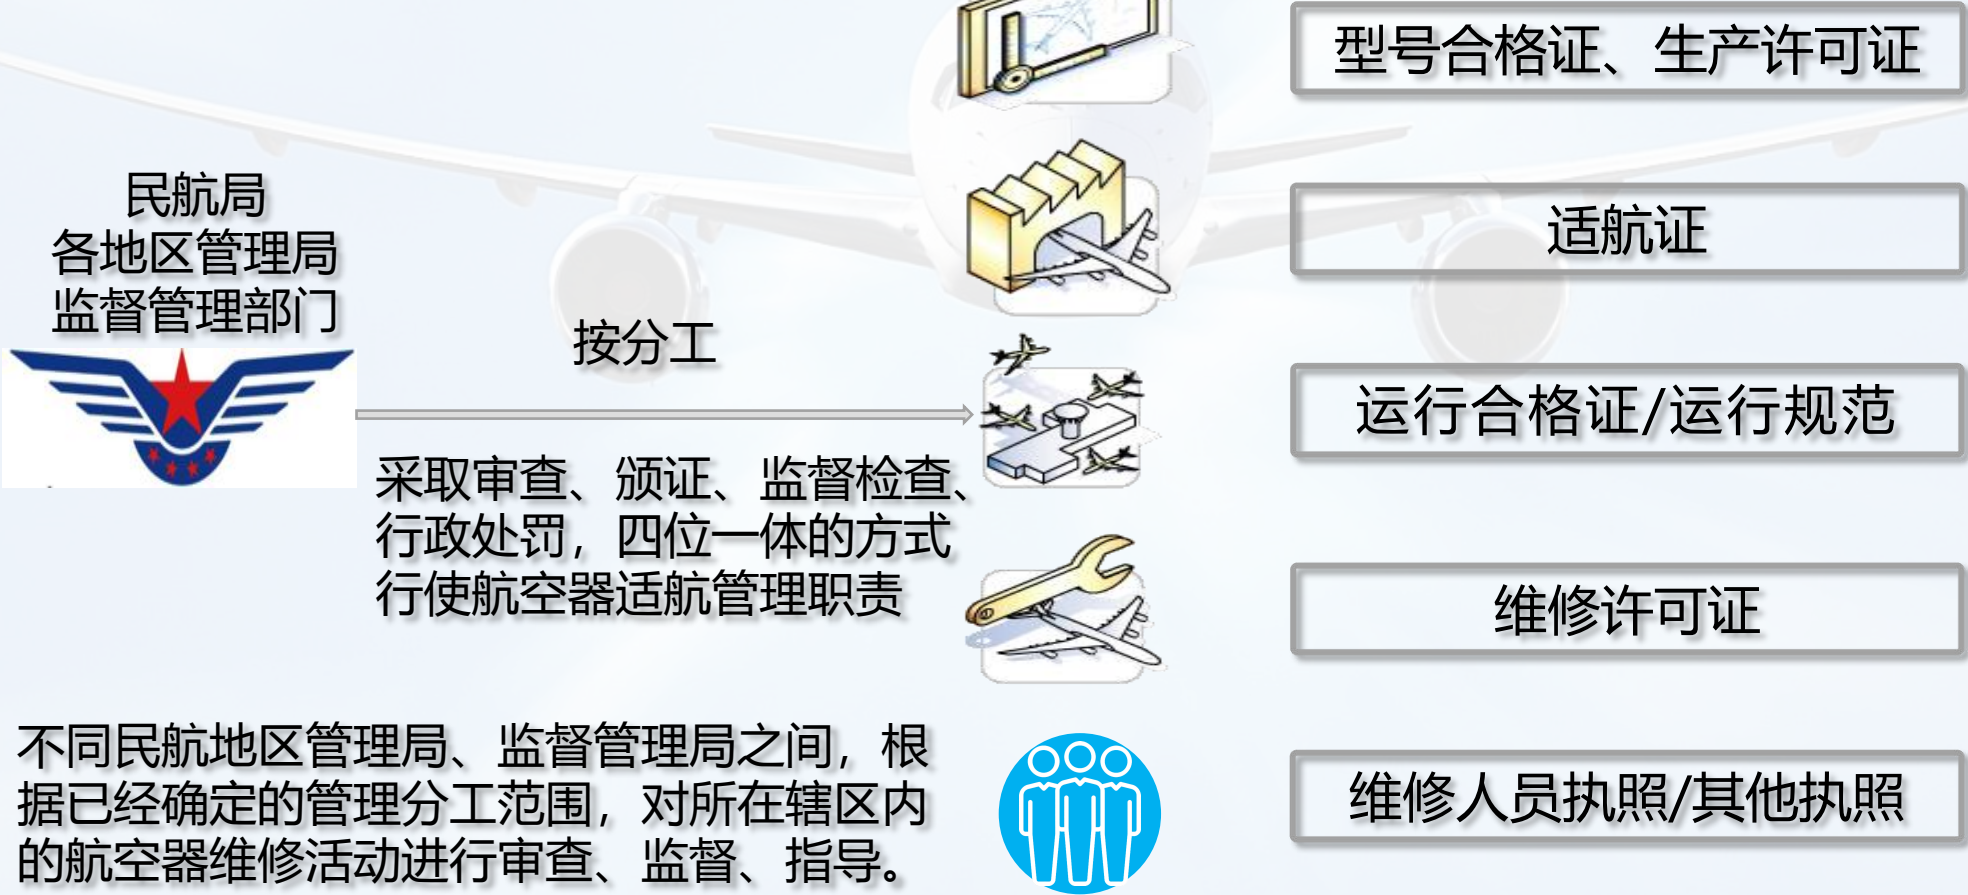 民航局
各地区管理局
监督管理部门
按分工
采取审查、颁证、监督检查、
行政处罚，四位一体的方式
行使航空器适航管理职责
不同民航地区管理局、监督管理局之间，根
据已经确定的管理分工范围，对所在辖区内
的航空器维修活动进行审查、监督、指导。
型号合格证、生产许可证
适航证
运行合格证/运行规范
维修许可证
维修人员执照/其他执照